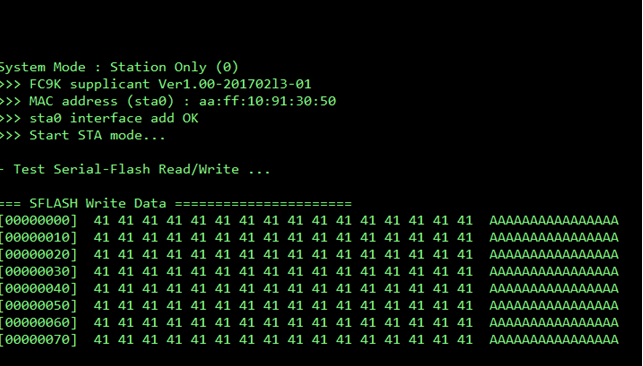 System Mode : Station Only (0)
>>> FC9K supplicant Ver1.00-201702l3-01
>>> MAC address (sta0) : aa:ff:10:91:30:50
>>> sta0 interface add OK
>>> Start STA mode...
- Test Serial-Flash Read/Write ...
=== SFLASH Write Data ======================
[00000000] 41 41 41 41 41 41 41 41 41 41 41 41 41 41 41 41 AAAAAAAAAAAAAAAA
[00000010] 41 41 41 41 41 41 41 41 41 41 41 41 41 41 41 41 AAAAAAAAAAAAAAAA
[00000020] 41 41 41 41 41 41 41 41 41 41 41 41 41 41 41 41 AAAAAAAAAAAAAAAA
[00000030] 41 41 41 41 41 41 41 41 41 41 41 41 41 41 41 41 AAAAAAAAAAAAAAAA
[00000040] 41 41 41 41 41 41 41 41 41 41 41 41 41 41 41 41 AAAAAAAAAAAAAAAA
[00000050] 41 41 41 41 41 41 41 41 41 41 41 41 41 41 41 41 AAAAAAAAAAAAAAAA
[00000060] 41 41 41 41 41 41 41 41 41 41 41 41 41 41 41 41 AAAAAAAAAAAAAAAA
[00000070] 41 41 41 41 41 41 41 41 41 41 41 41 41 41 41 41 AAAAAAAAAAAAAAAA